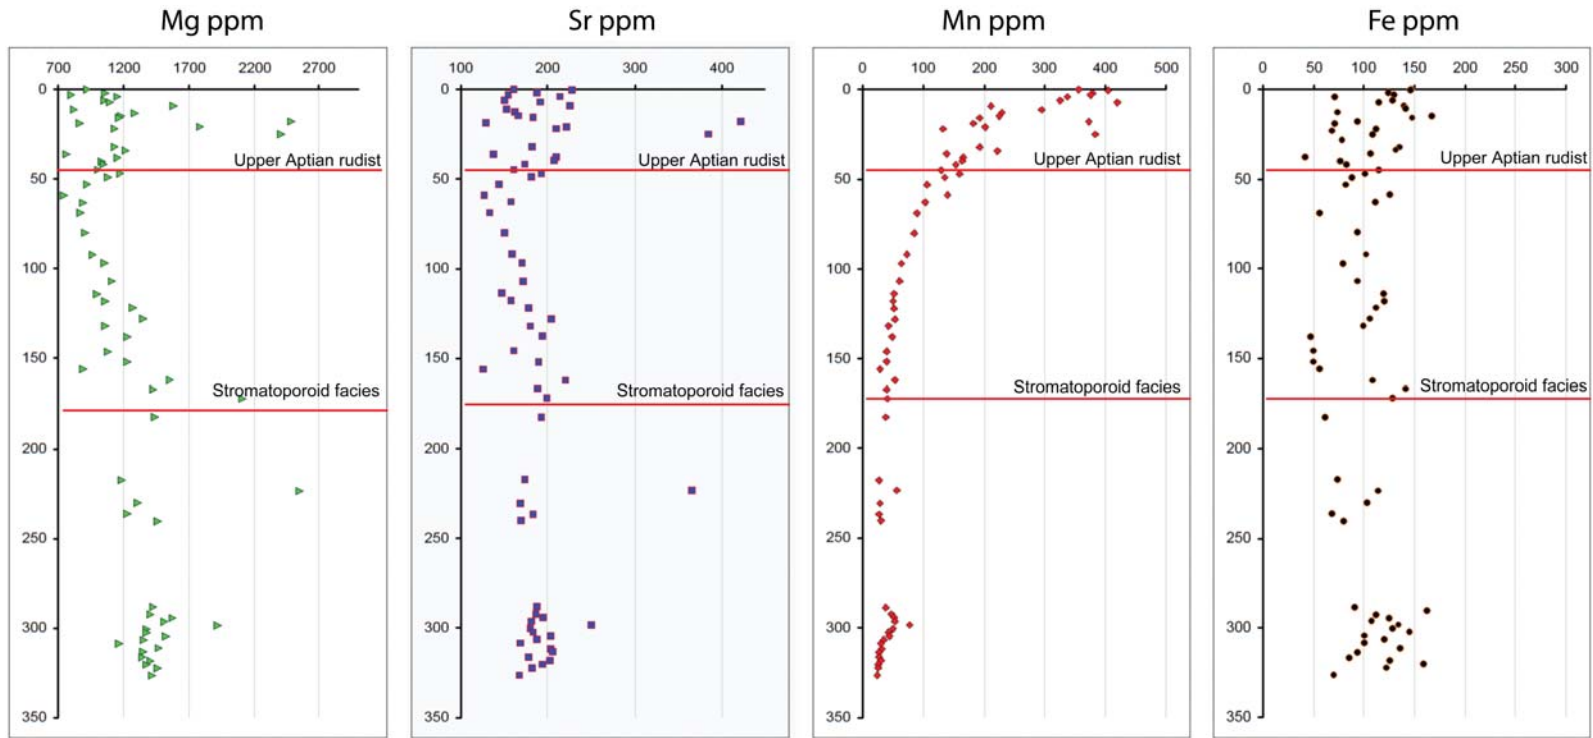 Mg ppm
700 1200 1700 2200 2700
0
50
100
150
200
250
300
350
Upper Aptian rudist
Stromatoporoid facies
Sr ppm
100 200 300 400
0
50
100
150
200
250
300
350
Upper Aptian rudist
Stromatoporoid facies
Mn ppm
0 100 200 300 400 500
0
50
100
150
200
250
300
350
Upper Aptian rudist
Stromatoporoid facies
Fe ppm
0 50 100 150 200 250 300
0
50
100
150
200
250
300
350
Upper Aptian rudist
Stromatoporoid facies